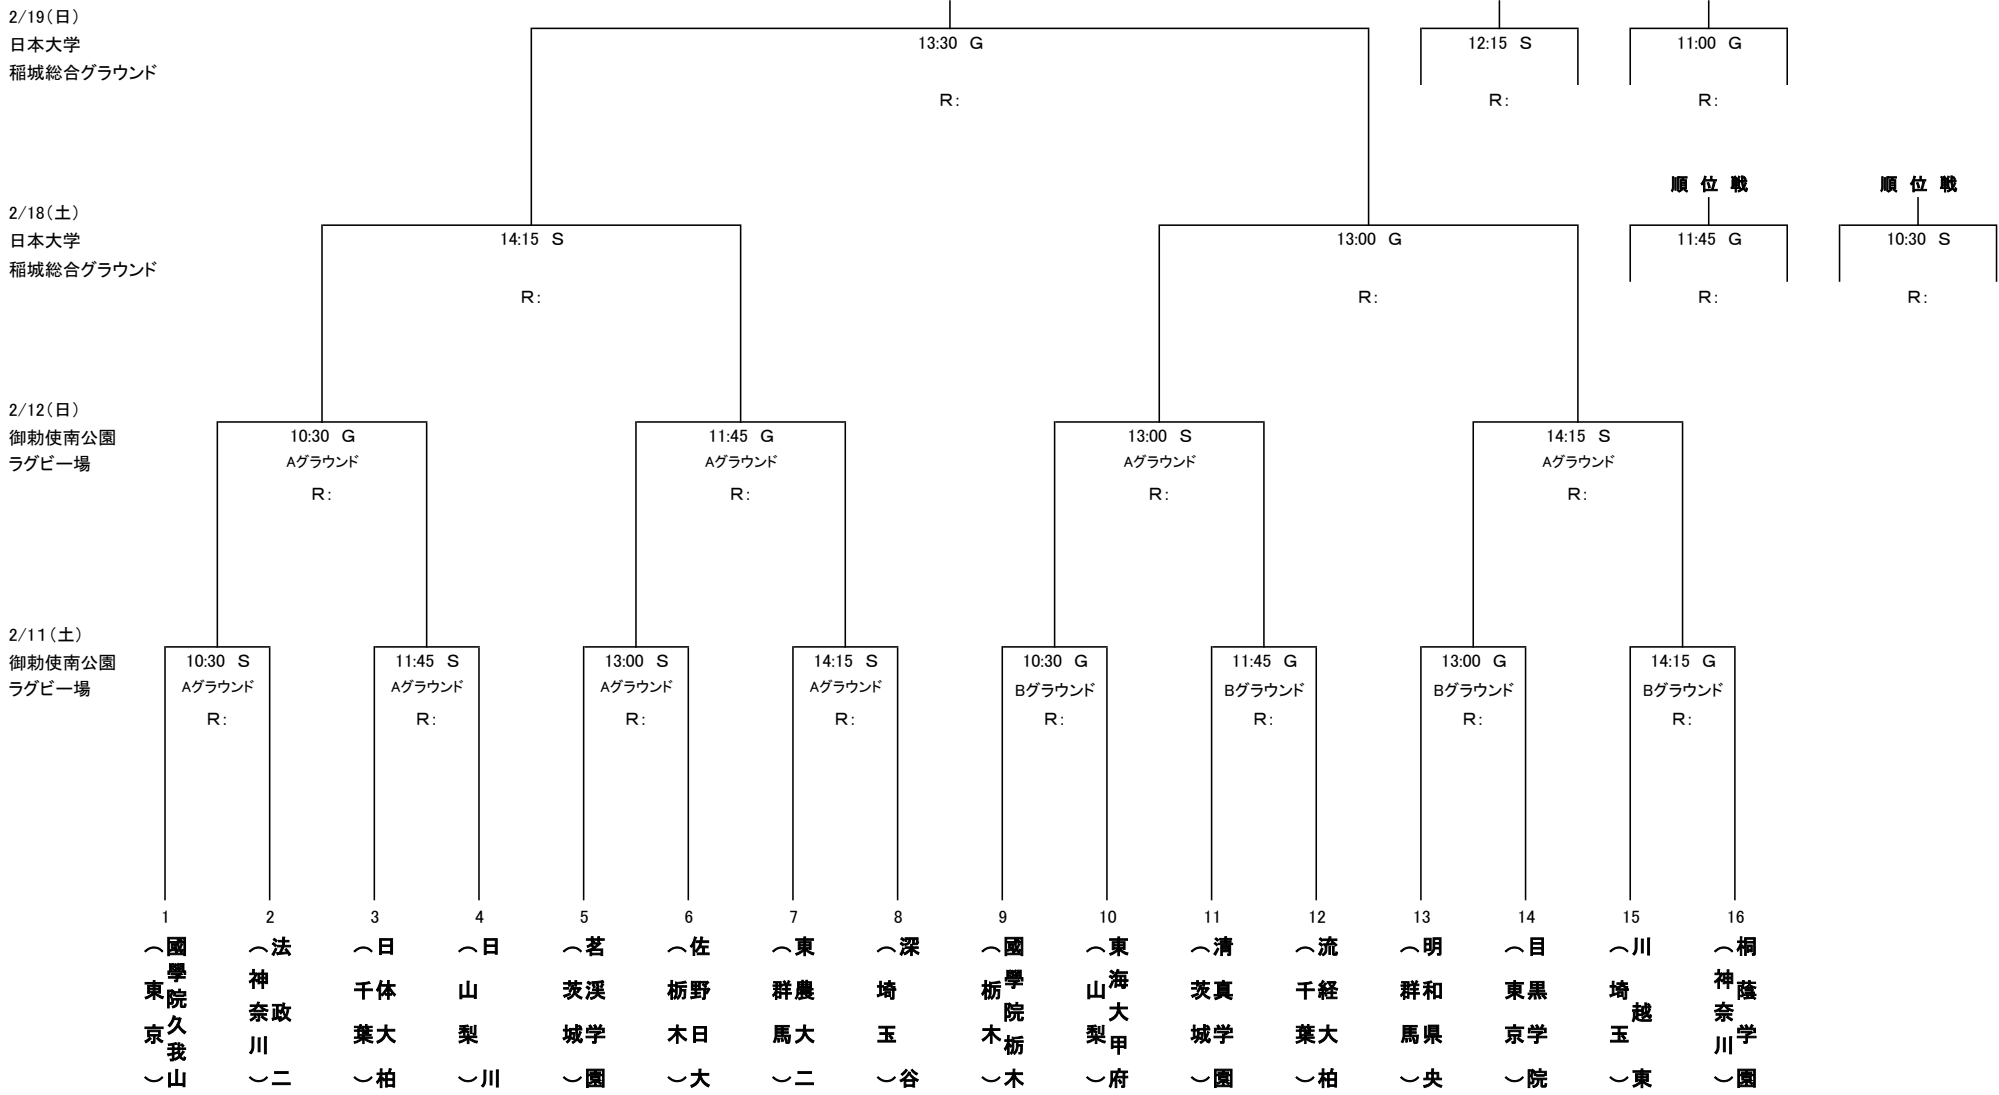 2/19(日)
日本大学
稲城総合グラウンド
13:30 G
R:
12:15 S
R:
11:00 G
R:
2/18(土)
日本大学
稲城総合グラウンド
14:15 S
R:
13:00 G
R:
順位戦
11:45 G
R:
順位戦
10:30 S
R:
2/12(日)
御勅使南公園
ラグビー場
10:30 G
Aグラウンド
R:
11:45 G
Aグラウンド
R:
13:00 S
Aグラウンド
R:
14:15 S
Aグラウンド
R:
2/11(土)
御勅使南公園
ラグビー場
10:30 S
Aグラウンド
R:
11:45 S
Aグラウンド
R:
13:00 S
Aグラウンド
R:
14:15 S
Aグラウンド
R:
10:30 G
Bグラウンド
R:
11:45 G
Bグラウンド
R:
13:00 G
Bグラウンド
R:
14:15 G
Bグラウンド
R:
1
國學院久我山
(東京)
2
法政二
(神奈川)
3
日体大柏
(千葉)
4
日川
(山梨)
5
茗溪学園
(茨城)
6
佐野日大
(栃木)
7
東農大二
(群馬)
8
深谷
(埼玉)
9
國學院栃木
(栃木)
10
東海大甲府
(山梨)
11
清真学園
(茨城)
12
流経大柏
(千葉)
13
明和県央
(群馬)
14
目黒学院
(東京)
15
川越東
(埼玉)
16
桐蔭学園
(神奈川)